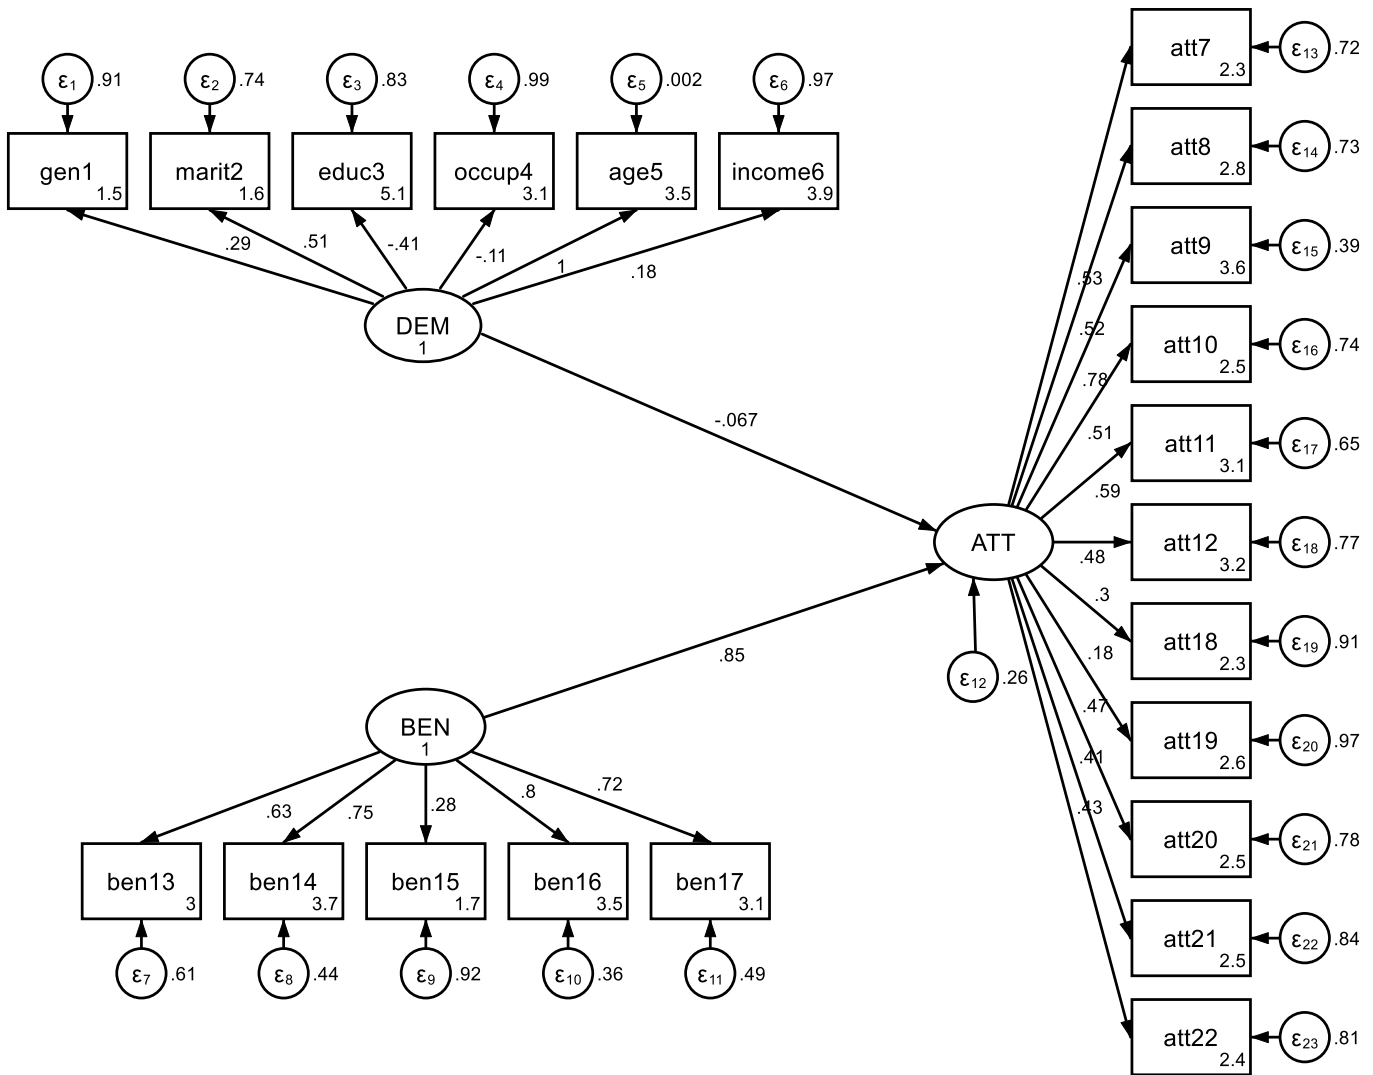 ε1 .91
ε2 .74
ε3 .83
ε4 .99
ε5 .002
ε6 .97
gen1 1.5
marit2 1.6
educ3 5.1
occup4 3.1
age5 3.5
income6 3.9
.29
.51
-.41
-.11
1
.18
DEM
1
-.067
.85
ATT
ε12 .26
BEN
1
.63
.75
.28
.8
.72
ben13 3
ben14 3.7
ben15 1.7
ben16 3.5
ben17 3.1
ε7 .61
ε8 .44
ε9 .92
ε10 .36
ε11 .49
.53
.52
.78
.51
.59
.48
.3
.18
.47
.41
.43
att7 2.3
ε13 .72
att8 2.8
ε14 .73
att9 3.6
ε15 .39
att10 2.5
ε16 .74
att11 3.1
ε17 .65
att12 3.2
ε18 .77
att18 2.3
ε19 .91
att19 2.6
ε20 .97
att20 2.5
ε21 .78
att21 2.5
ε22 .84
att22 2.4
ε23 .81